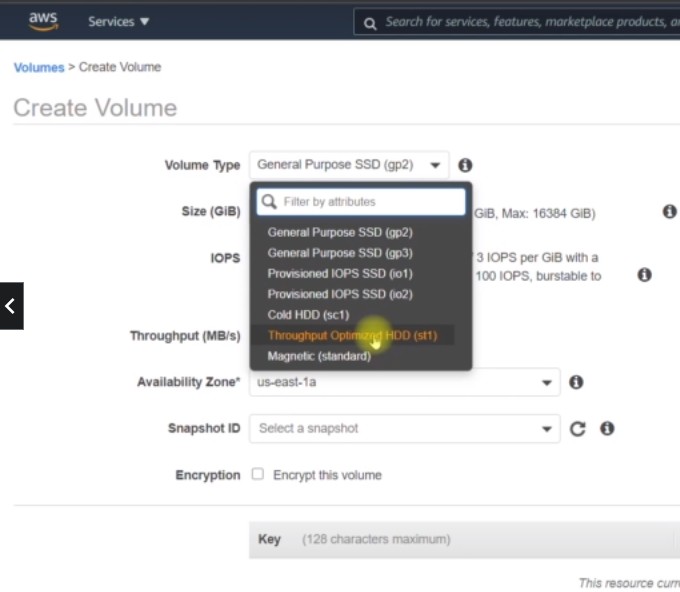 aws Services Search for services, features, marketplace products, a
Volumes > Create Volume
Create Volume
Volume Type General Purpose SSD (gp2)
Filter by attributes
Size (GiB) GiB, Max: 16384 GiB)
General Purpose SSD (gp2)
General Purpose SSD (gp3)
IOPS 3 IOPS per GiB with a
Provisioned IOPS SSD (io1) 100 IOPS, burstable to
Provisioned IOPS SSD (io2)
Cold HDD (sc1)
Throughput (MB/s) Throughput Optimized HDD (st1)
Magnetic (standard)
Availability Zone* us-east-1a
Snapshot ID Select a snapshot
Encryption Encrypt this volume
Key (128 characters maximum)
This resource curr